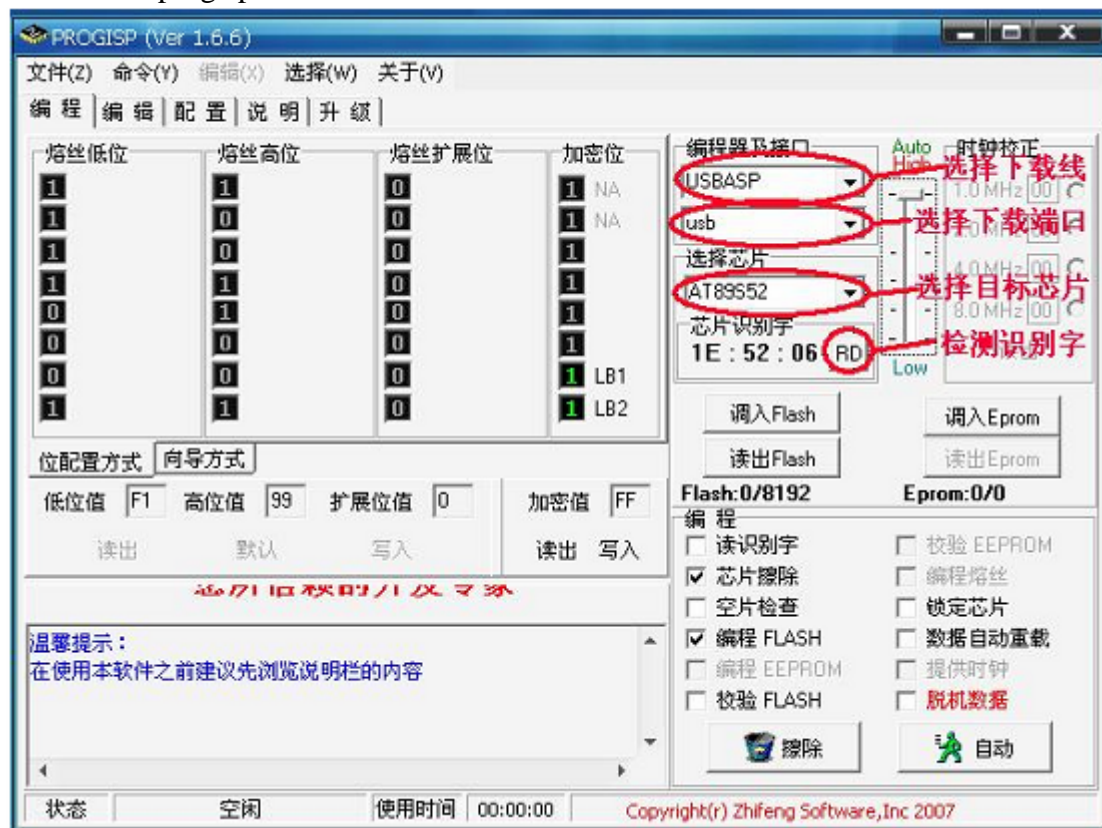 PROGISP (Ver 1.6.6)
文件(Z) 命令(Y) 编辑(X) 选择(W) 关于(V)
编 程 编 辑 配 置 说 明 升 级
熔丝低位 熔丝高位 熔丝扩展位 加密位
1 1 0 1 NA
1 0 0 1 NA
1 0 0 1
1 1 0 1
0 1 0 1
0 0 0 1
0 0 0 1 LB1
1 1 0 1 LB2
位配置方式 向导方式
低位值 F1 高位值 99 扩展位值 0 加密值 FF
读出 默认 写入 读出 写入
温馨提示：
在使用本软件之前建议先浏览说明栏的内容
编程器及接口 Auto 时钟校正
High
USBASP 选择下载线
1.0 MHz 00
usb 选择下载端口
选择芯片
4.0 MHz 00
AT89S52 选择目标芯片
8.0 MHz 00
芯片识别字
1E : 52 : 06 RD 检测识别字
Low
调入Flash 调入Eprom
读出Flash 读出Eprom
Flash:0/8192 Eprom:0/0
编 程
读识别字 校验 EEPROM
芯片擦除 编程熔丝
空片检查 锁定芯片
编程 FLASH 数据自动重载
编程 EEPROM 提供时钟
校验 FLASH 脱机数据
擦除 自动
状态 空闲 使用时间 00:00:00 Copyright(r) Zhifeng Software,Inc 2007